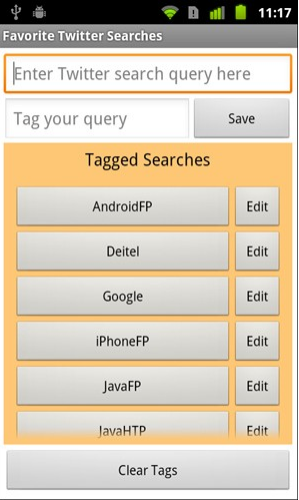 11:17
Favorite Twitter Searches
Enter Twitter search query here
Tag your query Save
Tagged Searches
AndroidFP Edit
Deitel Edit
Google Edit
iPhoneFP Edit
JavaFP Edit
JavaHTP Edit
Clear Tags